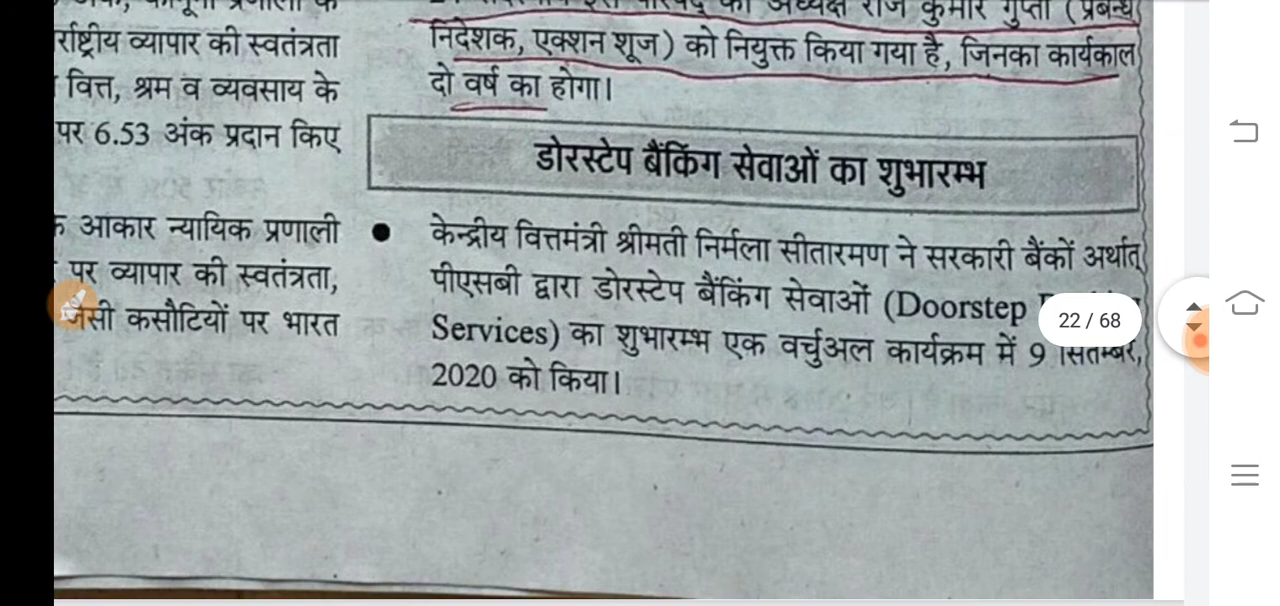 र्राष्ट्रीय व्यापार की स्वतंत्रता
वित्त, श्रम व व्यवसाय के
पर 6.53 अंक प्रदान किए
आकार न्यायिक प्रणाली
पर व्यापार की स्वतंत्रता,
जैसी कसौटियों पर भारत
अध्यक्ष राज कुमार गुप्ता (प्रबन्ध
निदेशक, एक्शन शूज) को नियुक्त किया गया है, जिनका कार्यकाल
दो वर्ष का होगा।
डोरस्टेप बैंकिंग सेवाओं का शुभारम्भ
● केन्द्रीय वित्तमंत्री श्रीमती निर्मला सीतारमण ने सरकारी बैंकों अर्थात्
पीएसबी द्वारा डोरस्टेप बैंकिंग सेवाओं (Doorstep
Services) का शुभारम्भ एक वर्चुअल कार्यक्रम में 9 सितम्बर,
2020 को किया।
22 / 68